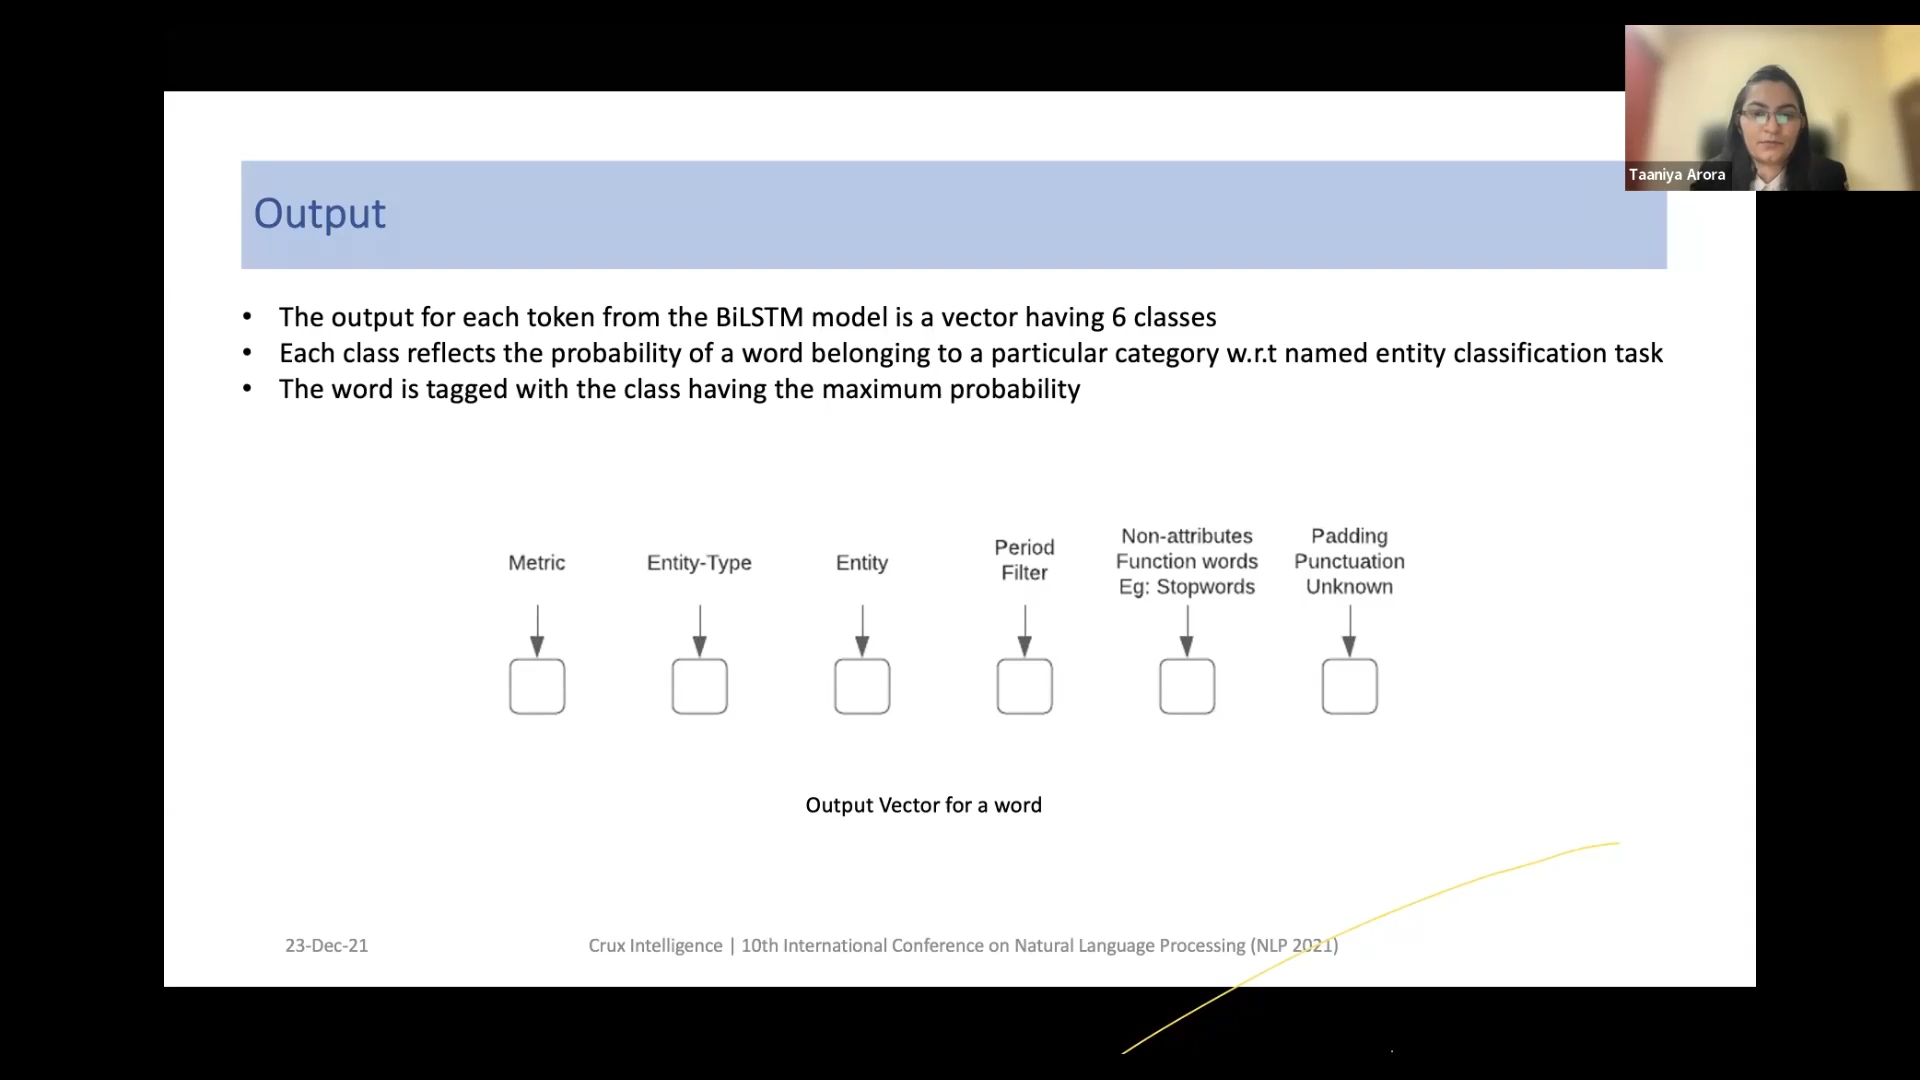 Taaniya Arora
Output
• The output for each token from the BiLSTM model is a vector having 6 classes
• Each class reflects the probability of a word belonging to a particular category w.r.t named entity classification task
• The word is tagged with the class having the maximum probability
Metric
Entity-Type
Entity
Period
Filter
Non-attributes
Function words
Eg: Stopwords
Padding
Punctuation
Unknown
Output Vector for a word
23-Dec-21
Crux Intelligence | 10th International Conference on Natural Language Processing (NLP 2021)